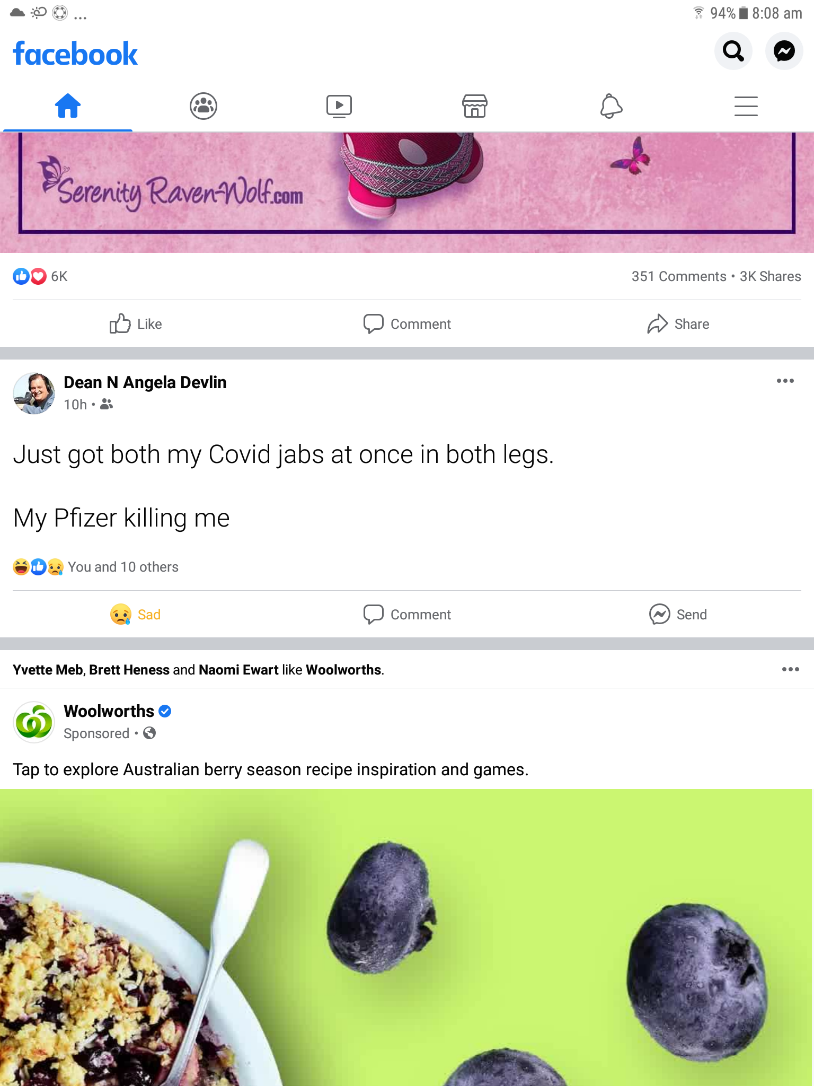 ...
94% 8:08 am
facebook
Serenity Raven-Wolf.com
6K
351 Comments • 3K Shares
Like
Comment
Share
Dean N Angela Devlin
10h •
Just got both my Covid jabs at once in both legs.
My Pfizer killing me
You and 10 others
Sad
Comment
Send
Yvette Meb, Brett Heness and Naomi Ewart like Woolworths.
Woolworths
Sponsored •
Tap to explore Australian berry season recipe inspiration and games.